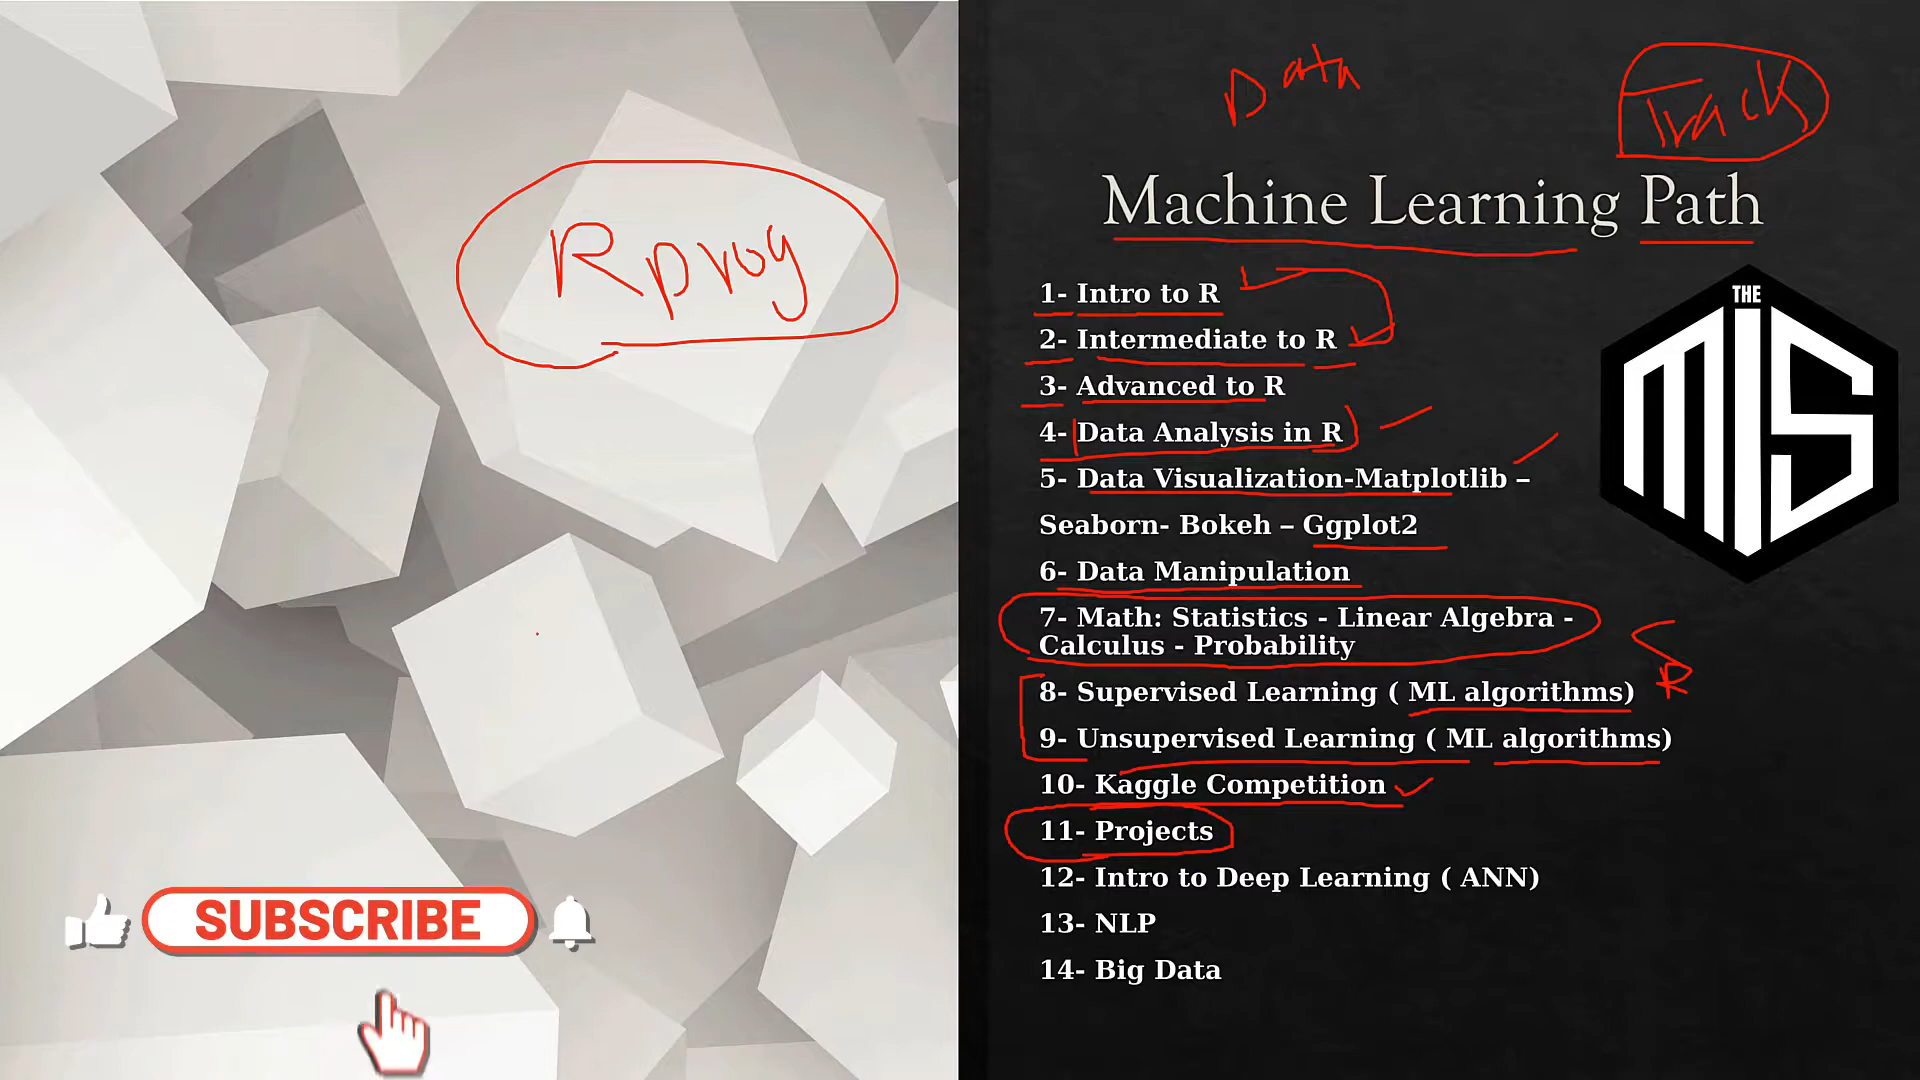 Data
Track
R prog
Machine Learning Path
1- Intro to R
2- Intermediate to R
3- Advanced to R
4- Data Analysis in R
5- Data Visualization-Matplotlib –
Seaborn- Bokeh – Ggplot2
6- Data Manipulation
7- Math: Statistics - Linear Algebra -
Calculus - Probability
8- Supervised Learning ( ML algorithms)
R
9- Unsupervised Learning ( ML algorithms)
10- Kaggle Competition
11- Projects
12- Intro to Deep Learning ( ANN)
13- NLP
14- Big Data
THE
MIS
SUBSCRIBE